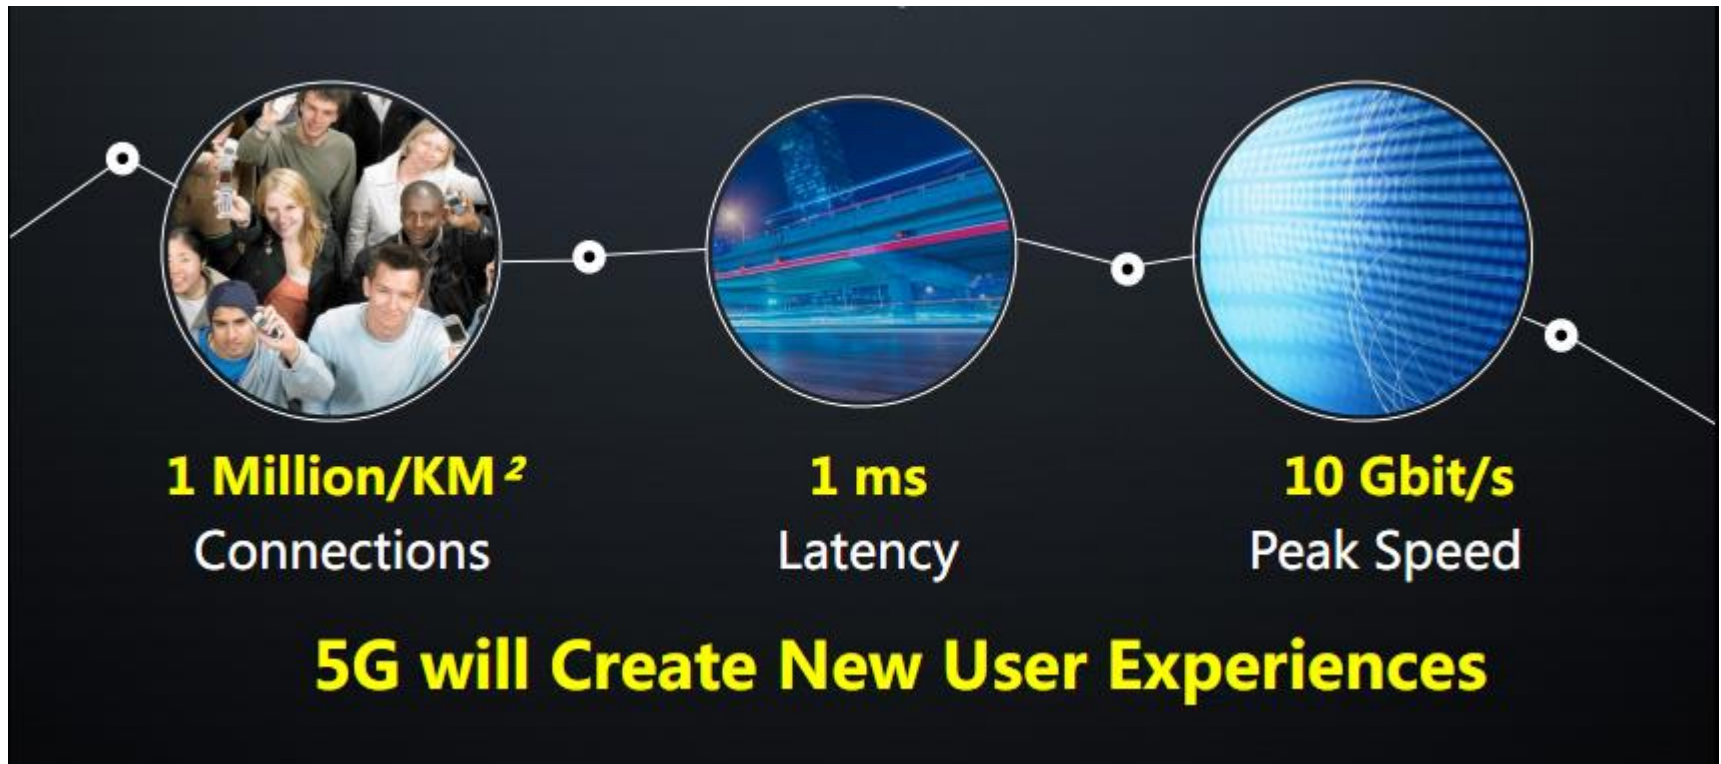 1 Million/KM²
Connections
1 ms
Latency
10 Gbit/s
Peak Speed
5G will Create New User Experiences